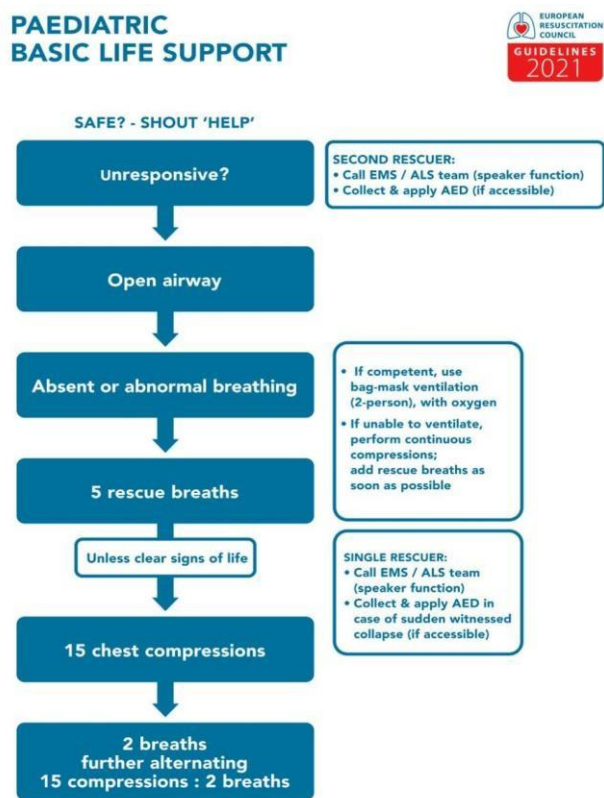 PAEDIATRIC
BASIC LIFE SUPPORT
EUROPEAN
RESUSCITATION
COUNCIL
GUIDELINES
2021
SAFE? - SHOUT ‘HELP’
Unresponsive?
SECOND RESCUER:
• Call EMS / ALS team (speaker function)
• Collect & apply AED (if accessible)
Open airway
Absent or abnormal breathing
• If competent, use
bag-mask ventilation
(2-person), with oxygen
• If unable to ventilate,
perform continuous
compressions;
add rescue breaths as
soon as possible
5 rescue breaths
Unless clear signs of life
SINGLE RESCUER:
• Call EMS / ALS team
(speaker function)
• Collect & apply AED in
case of sudden witnessed
collapse (if accessible)
15 chest compressions
2 breaths
further alternating
15 compressions : 2 breaths